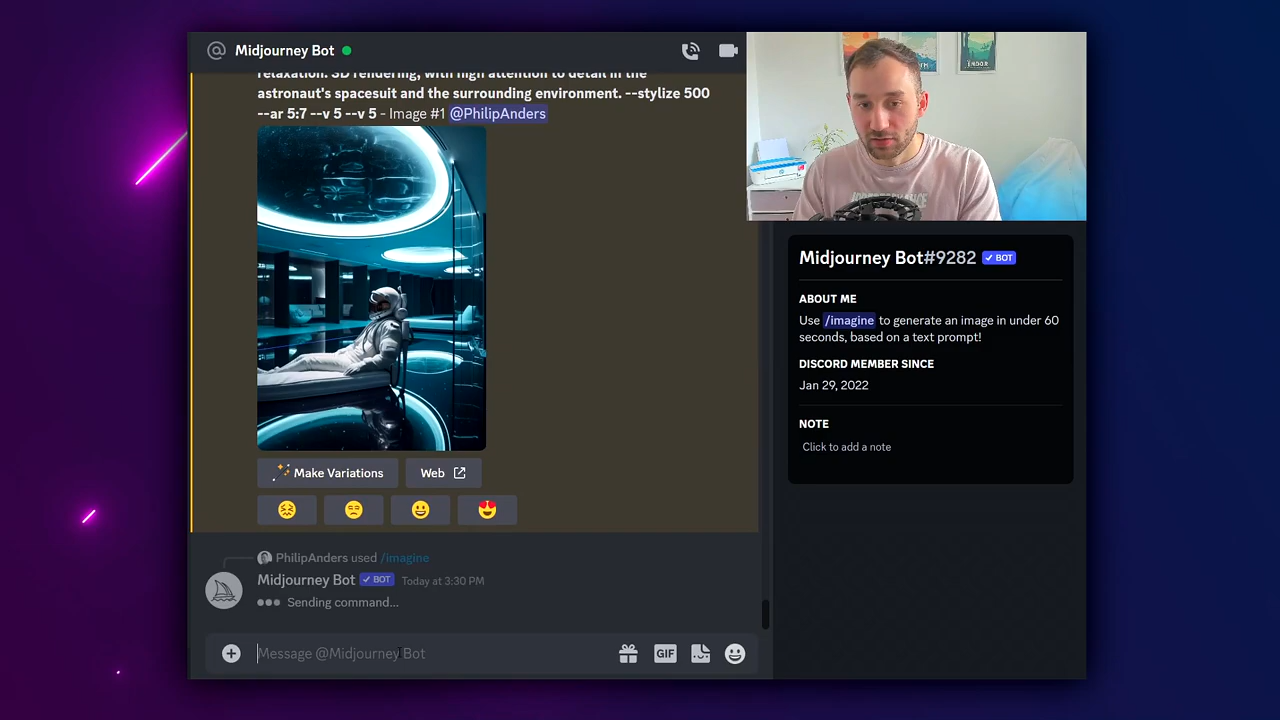 Midjourney Bot
relaxation. 3D rendering, with high attention to detail in the
astronaut's spacesuit and the surrounding environment. --stylize 500
--ar 5:7 --v 5 --v 5 - Image #1 @PhilipAnders
Make Variations
Web
PhilipAnders used /imagine
Midjourney Bot BOT Today at 3:30 PM
Sending command...
Message @Midjourney Bot
GIF
Midjourney Bot#9282 BOT
ABOUT ME
Use /imagine to generate an image in under 60
seconds, based on a text prompt!
DISCORD MEMBER SINCE
Jan 29, 2022
NOTE
Click to add a note
ENDOR